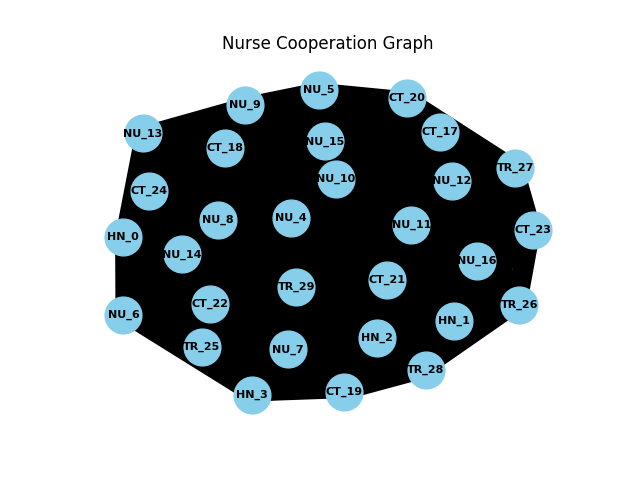 Nurse Cooperation Graph
NU_5
CT_20
NU_9
NU_13
CT_17
NU_15
CT_18
TR_27
NU_10
NU_12
CT_24
NU_4
NU_8
NU_11
CT_23
HN_0
NU_14
NU_16
CT_21
TR_29
CT_22
TR_26
NU_6
HN_1
HN_2
TR_25
NU_7
TR_28
CT_19
HN_3